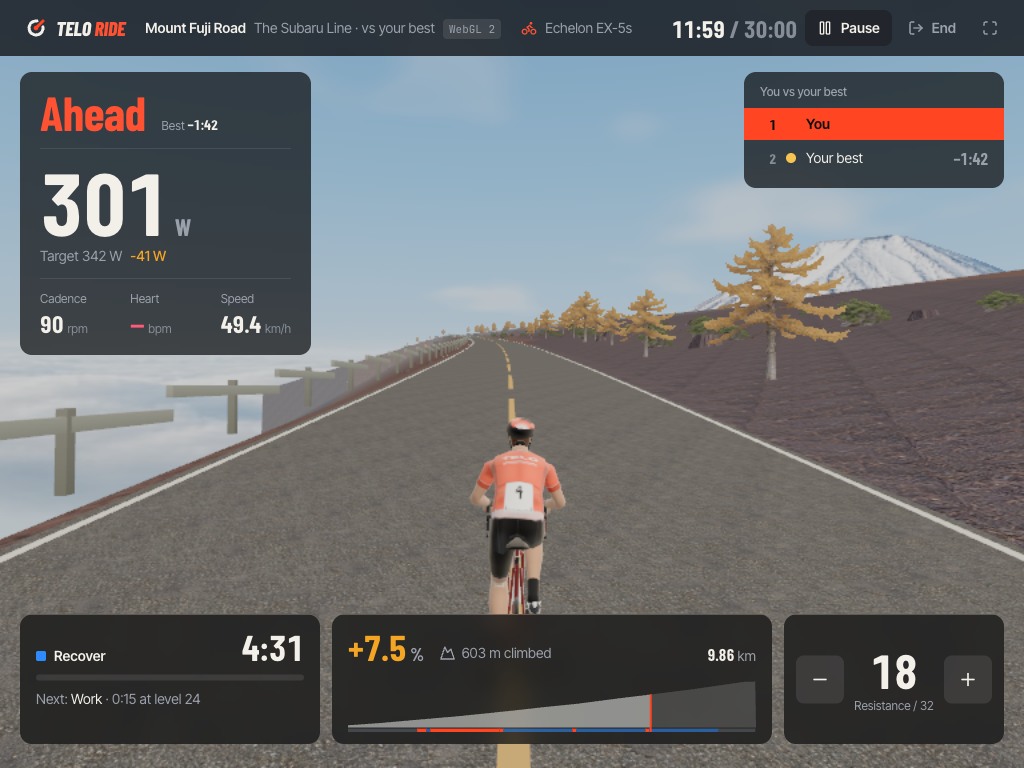 TELO RIDE
Mount Fuji Road The Subaru Line · vs your best WebGL 2
Echelon EX-5s
11:59 / 30:00
Pause
End
Ahead Best −1:42
301 W
Target 342 W -41 W
Cadence Heart Speed
90 rpm – bpm 49.4 km/h
You vs your best
1 You
2 Your best −1:42
TELO
4
Recover 4:31
Next: Work · 0:15 at level 24
+7.5 % 603 m climbed 9.86 km
− 18 +
Resistance / 32